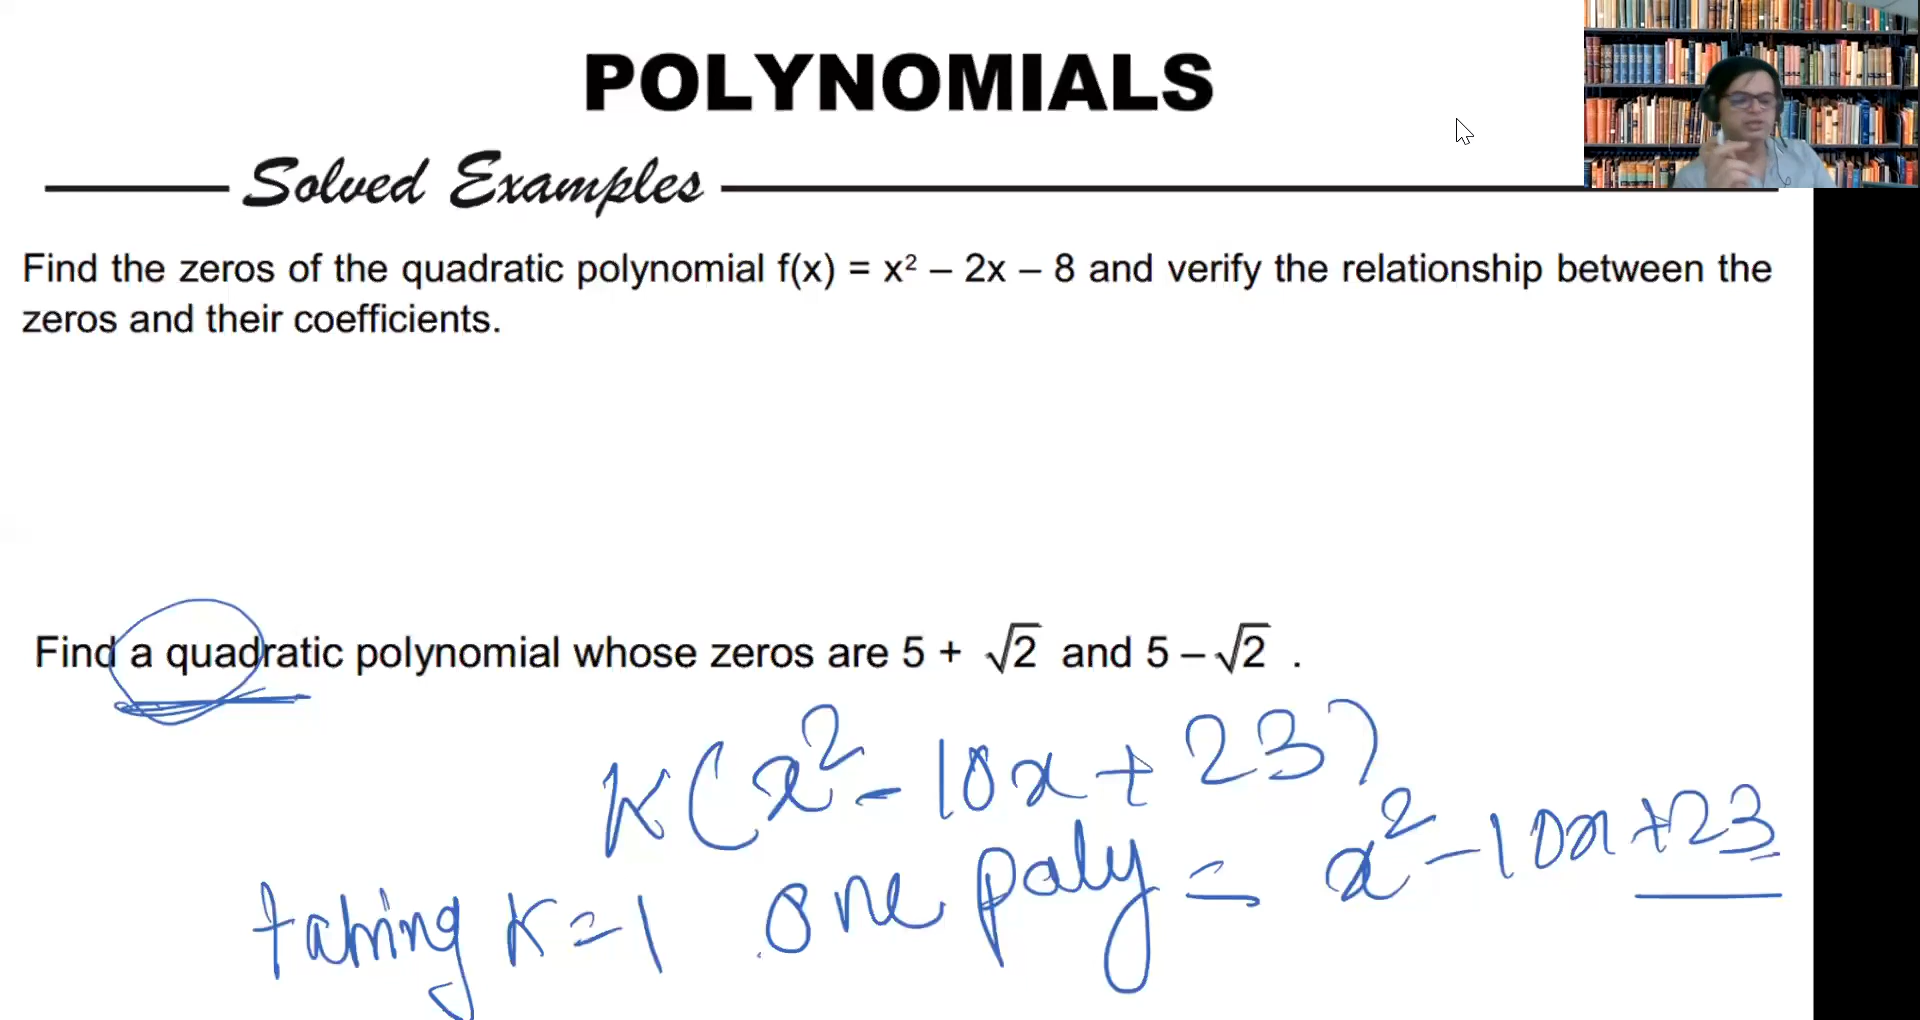 POLYNOMIALS
Solved Examples
Find the zeros of the quadratic polynomial f(x) = x² – 2x – 8 and verify the relationship between the
zeros and their coefficients.
Find a quadratic polynomial whose zeros are 5 + √2 and 5 – √2 .
K(x² - 10x + 23)
taking K=1 one poly = x² - 10x + 23